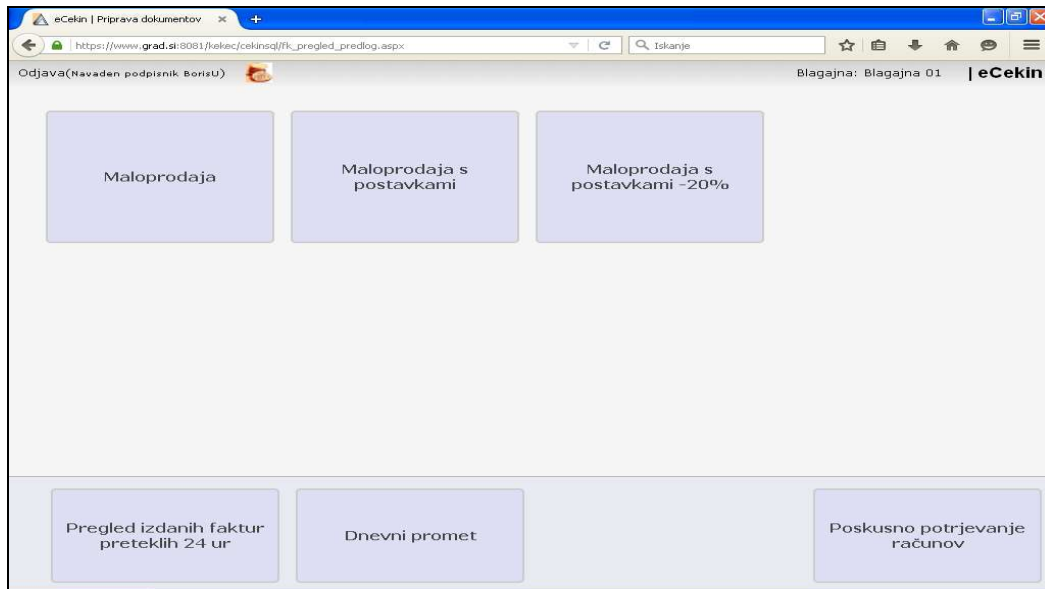 eCekin | Priprava dokumentov
https://www.grad.si:8081/kekec/cekinsql/fk_pregled_predlog.aspx
Iskanje
Odjava(Navaden podpisnik BorisU)
Blagajna: Blagajna 01
| eCekin
Maloprodaja
Maloprodaja s
postavkami
Maloprodaja s
postavkami -20%
Pregled izdanih faktur
preteklih 24 ur
Dnevni promet
Poskusno potrjevanje
računov